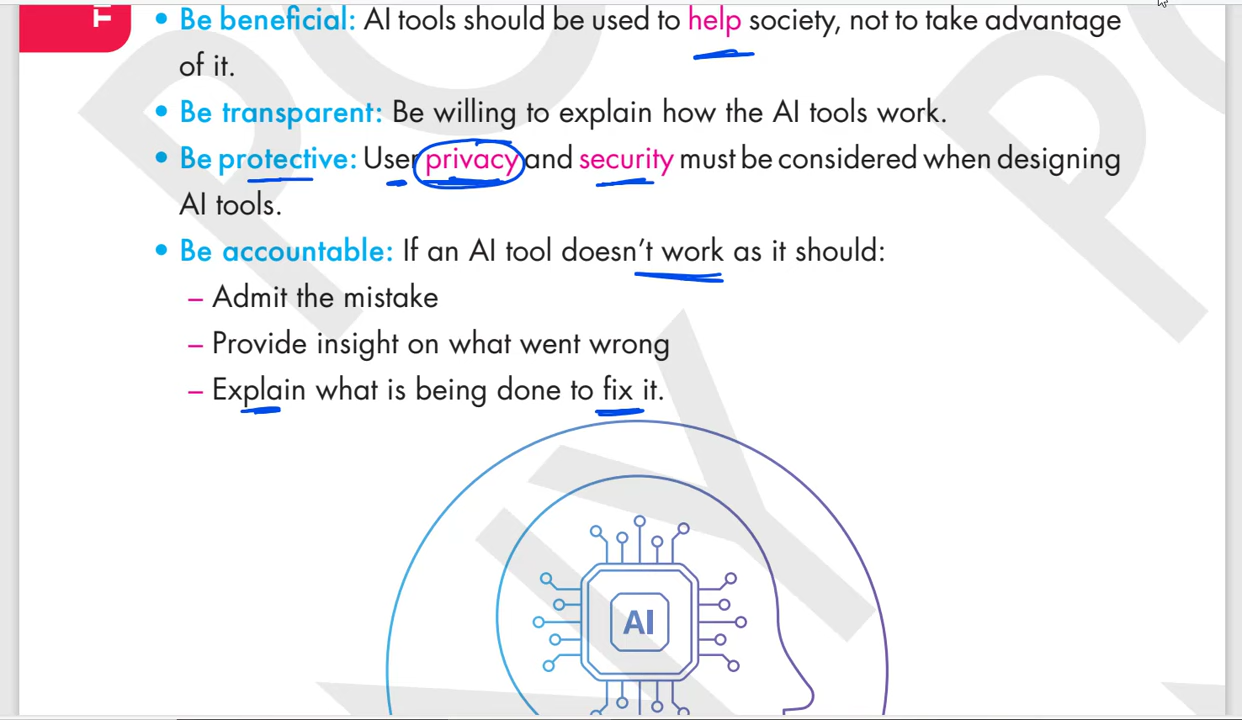 • Be beneficial: AI tools should be used to help society, not to take advantage
of it.
• Be transparent: Be willing to explain how the AI tools work.
• Be protective: User privacy and security must be considered when designing
AI tools.
• Be accountable: If an AI tool doesn't work as it should:
– Admit the mistake
– Provide insight on what went wrong
– Explain what is being done to fix it.
AI